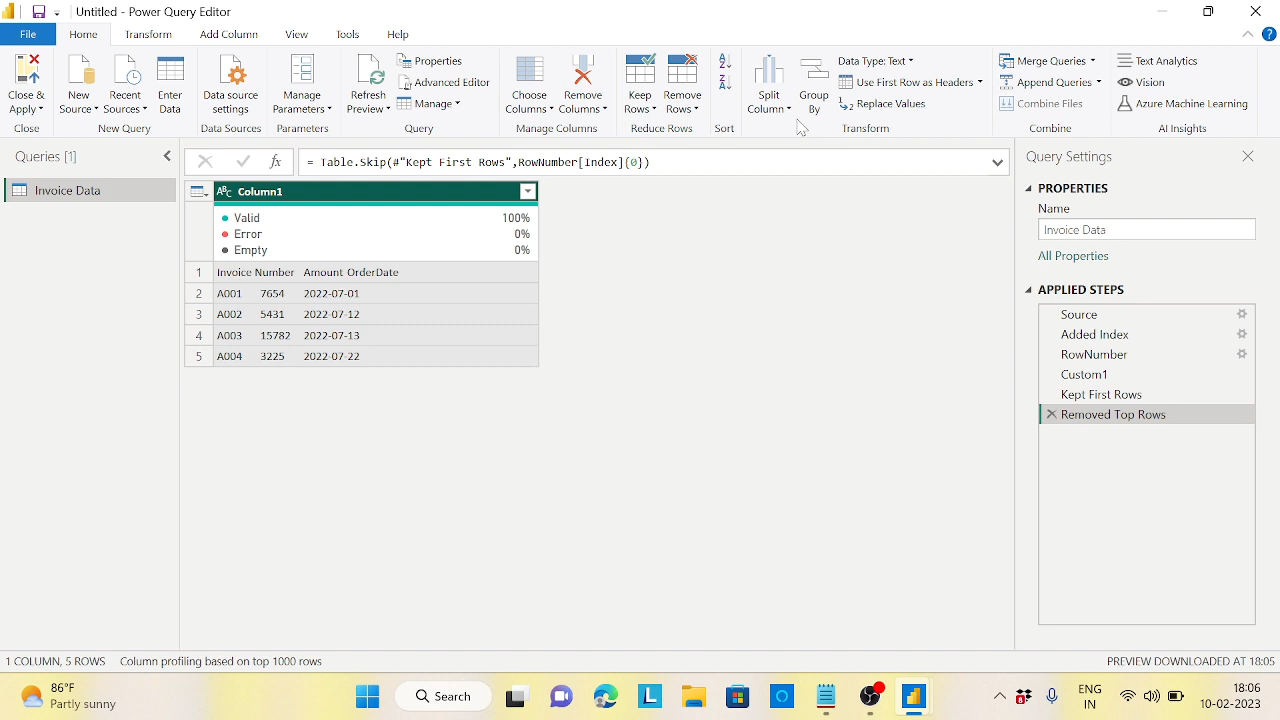 Untitled - Power Query Editor
File Home Transform Add Column View Tools Help
Close & Apply
Close
New Source
Recent Sources
Enter Data
New Query
Data source settings
Data Sources
Manage Parameters
Parameters
Refresh Preview
Properties
Advanced Editor
Manage
Query
Choose Columns
Remove Columns
Manage Columns
Keep Rows
Remove Rows
Reduce Rows
A
Z
Z
A
Sort
Split Column
Group By
Data Type: Text
Use First Row as Headers
1
2 Replace Values
Transform
Merge Queries
Append Queries
Combine Files
Combine
Text Analytics
Vision
Azure Machine Learning
AI Insights
Queries [1]
Invoice Data
fx = Table.Skip(#"Kept First Rows",RowNumber[Index]{0})
ABC Column1
Valid 100%
Error 0%
Empty 0%
1 Invoice Number Amount OrderDate
2 A001 7654 2022-07-01
3 A002 5431 2022-07-12
4 A003 15782 2022-07-13
5 A004 3225 2022-07-22
Query Settings
PROPERTIES
Name
Invoice Data
All Properties
APPLIED STEPS
Source
Added Index
RowNumber
Custom1
Kept First Rows
Removed Top Rows
1 COLUMN, 5 ROWS Column profiling based on top 1000 rows PREVIEW DOWNLOADED AT 18:05
86°F
Partly sunny
Search
ENG
IN
18:06
10-02-2023